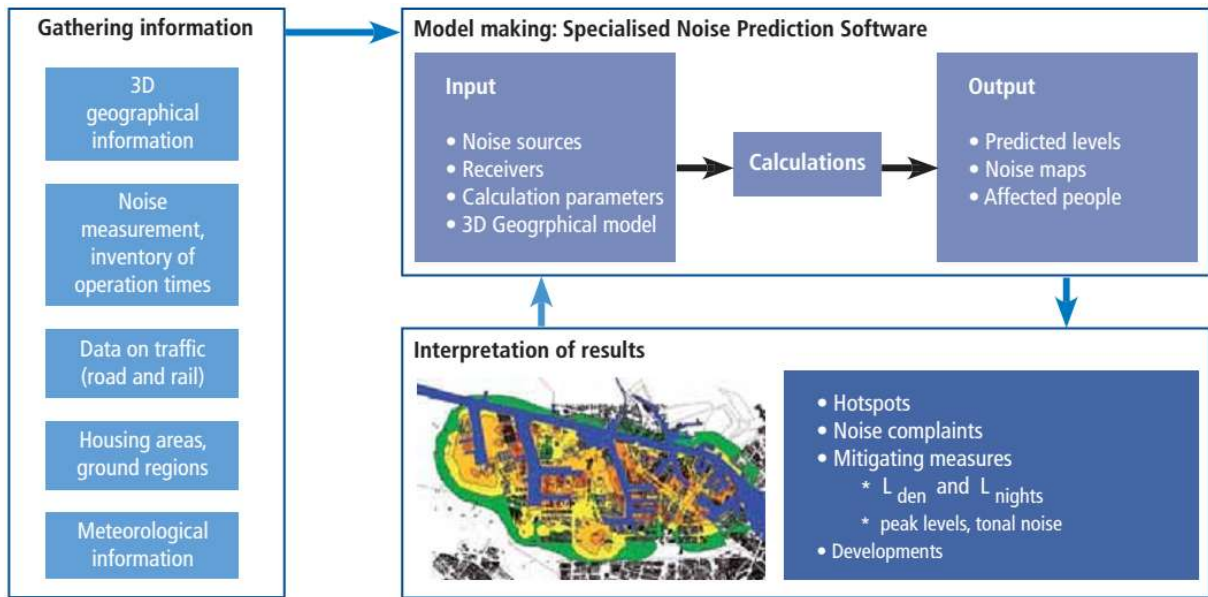 Gathering information
3D
geographical
information
Noise
measurement,
inventory of
operation times
Data on traffic
(road and rail)
Housing areas,
ground regions
Meteorological
information
Model making: Specialised Noise Prediction Software
Input
• Noise sources
• Receivers
• Calculation parameters
• 3D Geogrphical model
Calculations
Output
• Predicted levels
• Noise maps
• Affected people
Interpretation of results
• Hotspots
• Noise complaints
• Mitigating measures
* L den and L nights
* peak levels, tonal noise
• Developments